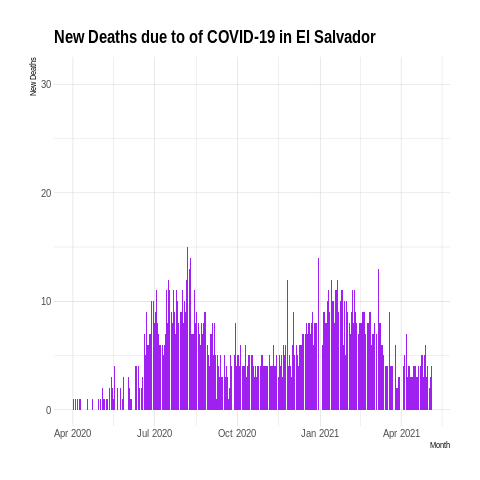 New Deaths due to of COVID-19 in El Salvador
New Deaths
30
20
10
0
Apr 2020 Jul 2020 Oct 2020 Jan 2021 Apr 2021
Month